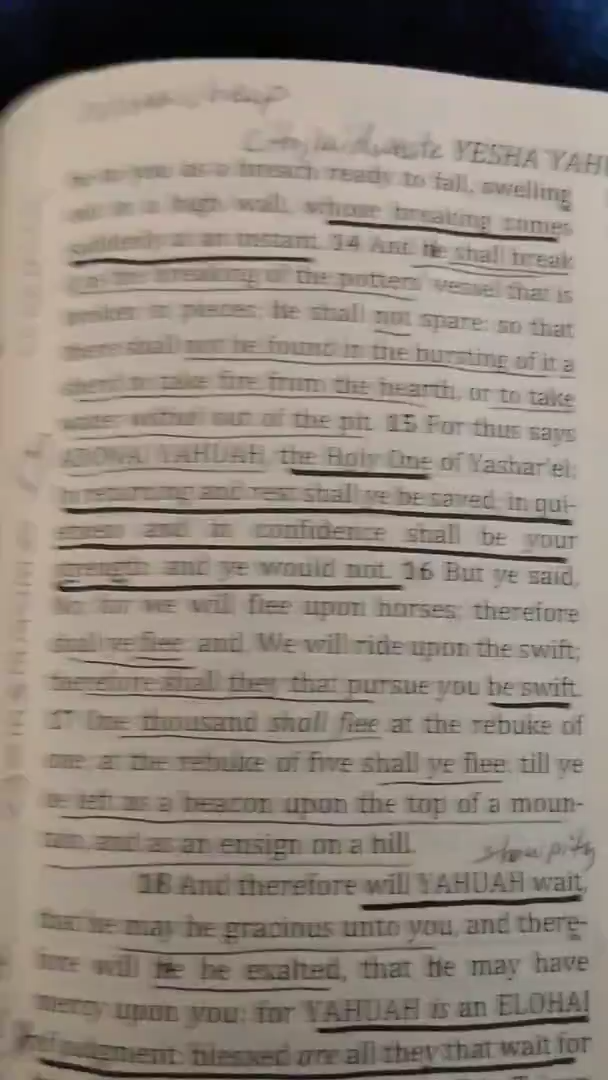 YESHA YAH
to you as a breach ready to fall, swelling
out in a high wall, whose breaking comes
suddenly at an instant. 14 And he shall break
it as the breaking of the potters' vessel that is
broken in pieces; he shall not spare: so that
there shall not be found in the bursting of it a
sherd to take fire from the hearth, or to take
water out of the pit. 15 For thus says
ADONAI YAHUAH, the Holy One of Yashar'el;
In returning and rest shall ye be saved; in qui-
etness and in confidence shall be your
strength: and ye would not. 16 But ye said,
No; for we will flee upon horses; therefore
shall ye flee: and, We will ride upon the swift;
therefore shall they that pursue you be swift.
17 One thousand shall flee at the rebuke of
one; at the rebuke of five shall ye flee: till ye
be left as a beacon upon the top of a moun-
tain, and as an ensign on a hill.
show pity
18 And therefore will YAHUAH wait,
that he may be gracious unto you, and there-
fore will he be exalted, that he may have
mercy upon you: for YAHUAH is an ELOHAI
of judgment: blessed are all they that wait for